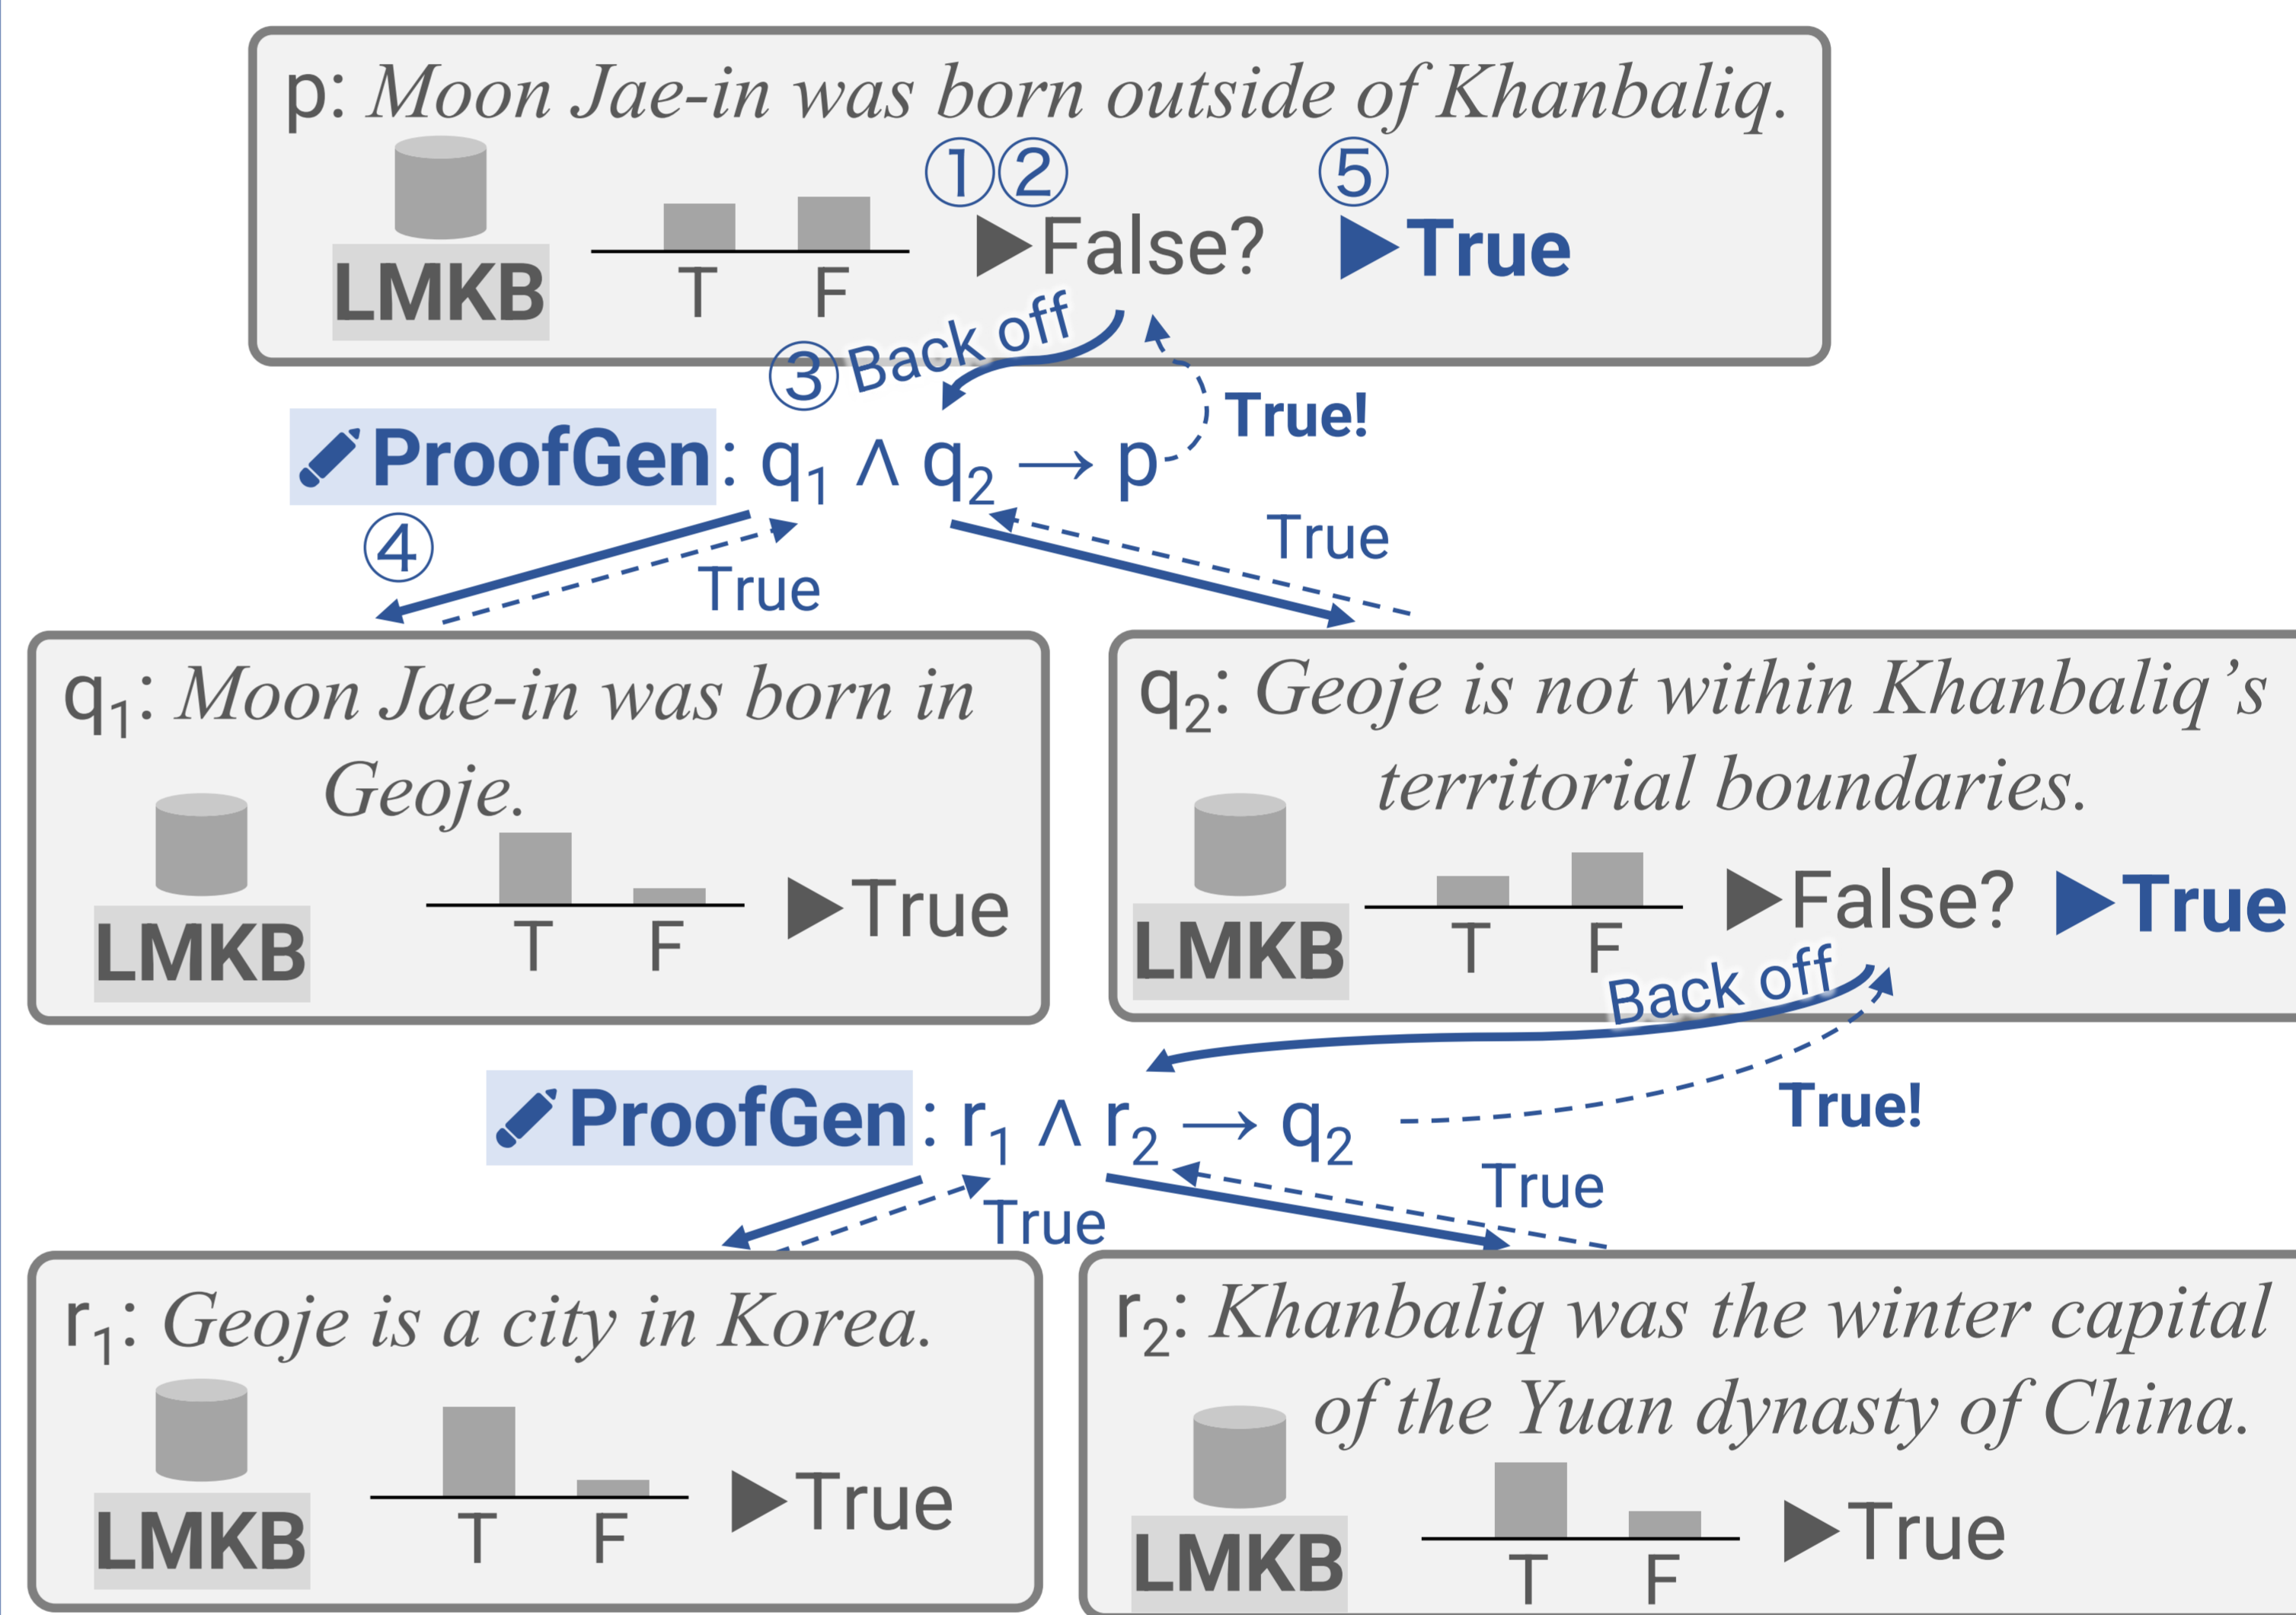 p: Moon Jae-in was born outside of Khanbaliq.
① ② ⑤
LMKB
T F
▶False? ▶True
③ Back off
True!
ProofGen: q₁ ∧ q₂ → p
④
True
True
q₁: Moon Jae-in was born in
Geoje.
LMKB
T F
▶True
q₂: Geoje is not within Khanbaliq’s
territorial boundaries.
LMKB
T F
▶False? ▶True
Back off
True!
ProofGen: r₁ ∧ r₂ → q₂
True
True
r₁: Geoje is a city in Korea.
LMKB
T F
▶True
r₂: Khanbaliq was the winter capital
of the Yuan dynasty of China.
LMKB
T F
▶True